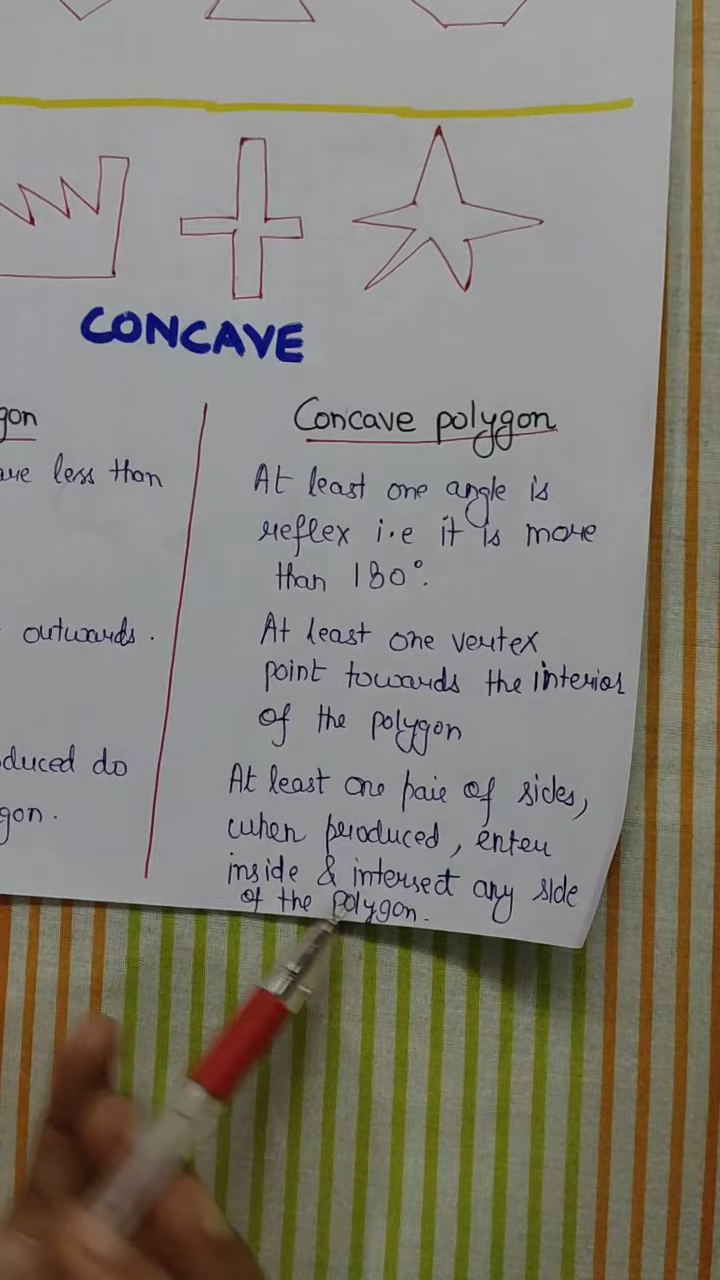 CONCAVE
gon
are less than
outwards.
duced do
gon.
Concave polygon
At least one angle is
reflex i.e it is more
than 180°.
At least one vertex
point towards the interior
of the polygon
At least one pair of sides,
when produced, enter
inside & intersect any side
of the polygon.